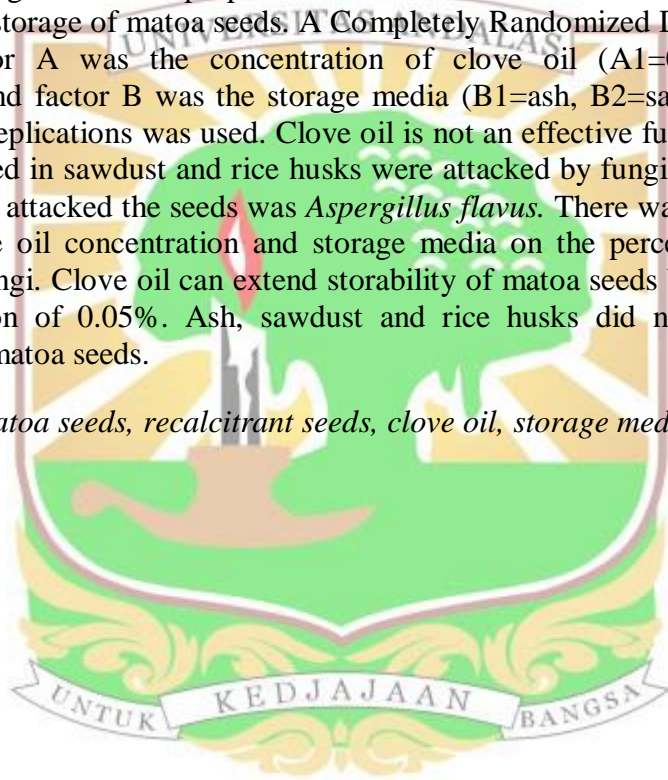 storage of matoa seeds. A Completely Randomized D
UNIVERSITAS ANDALAS
A was the concentration of clove oil (A1=
nd factor B was the storage media (B1=ash, B2=sa
eplications was used. Clove oil is not an effective fu
ed in sawdust and rice husks were attacked by fungi
attacked the seeds was Aspergillus flavus. There wa
e oil concentration and storage media on the perce
ngi. Clove oil can extend storability of matoa seeds
on of 0.05%. Ash, sawdust and rice husks did n
matoa seeds.
atoa seeds, recalcitrant seeds, clove oil, storage med
UNTUK KEDJAJAAN BANGSA